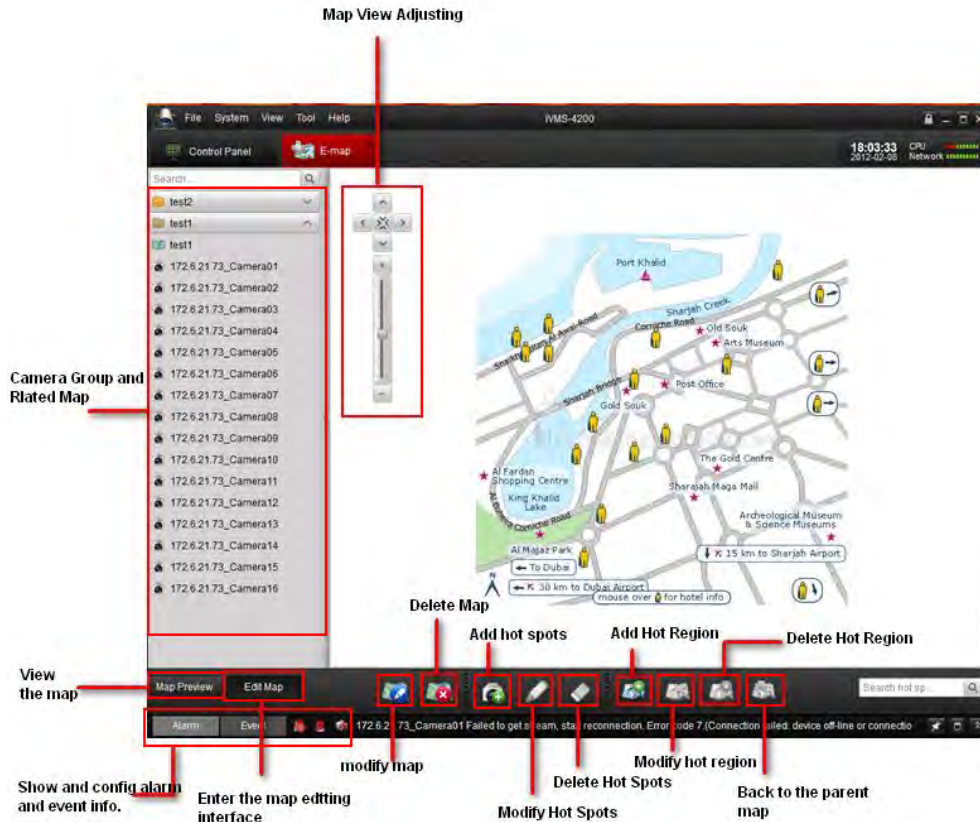 Map View Adjusting
File System View Tool Help
iVMS-4200
Control Panel
E-map
18:03:33
2012-02-08
CPU
Network
Search...
test2
test1
test1
172.6.21.73_Camera01
172.6.21.73_Camera02
172.6.21.73_Camera03
172.6.21.73_Camera04
172.6.21.73_Camera05
172.6.21.73_Camera06
172.6.21.73_Camera07
172.6.21.73_Camera08
172.6.21.73_Camera09
172.6.21.73_Camera10
172.6.21.73_Camera11
172.6.21.73_Camera12
172.6.21.73_Camera13
172.6.21.73_Camera14
172.6.21.73_Camera15
172.6.21.73_Camera16
Camera Group and
Rlated Map
Port Khalid
Sharjah Creek
Corniche Road
Al Awal Road
Old Souk
Arts Museum
Sharjah Bridge
Post Office
Gold Souk
The Gold Centre
Al Fardan
Shopping Centre
Sharajah Maga Mall
King Khalid
Lake
Corniche Road
Archeological Museum
& Science Museums
Al Majaz Park
15 km to Sharjah Airport
To Dubai
N
30 km to Dubai Airport
mouse over for hotel info
Delete Map
Add hot spots
Add Hot Region
Delete Hot Region
View
the map
Map Preview
Edit Map
Search hot sp...
Alarm
Event
172.6.21.73_Camera01 Failed to get stream, start reconnection. Error code 7,(Connection failed: device off-line or connectio
modify map
Modify hot region
Show and config alarm
and event info.
Enter the map edtting
interface
Delete Hot Spots
Modify Hot Spots
Back to the parent
map